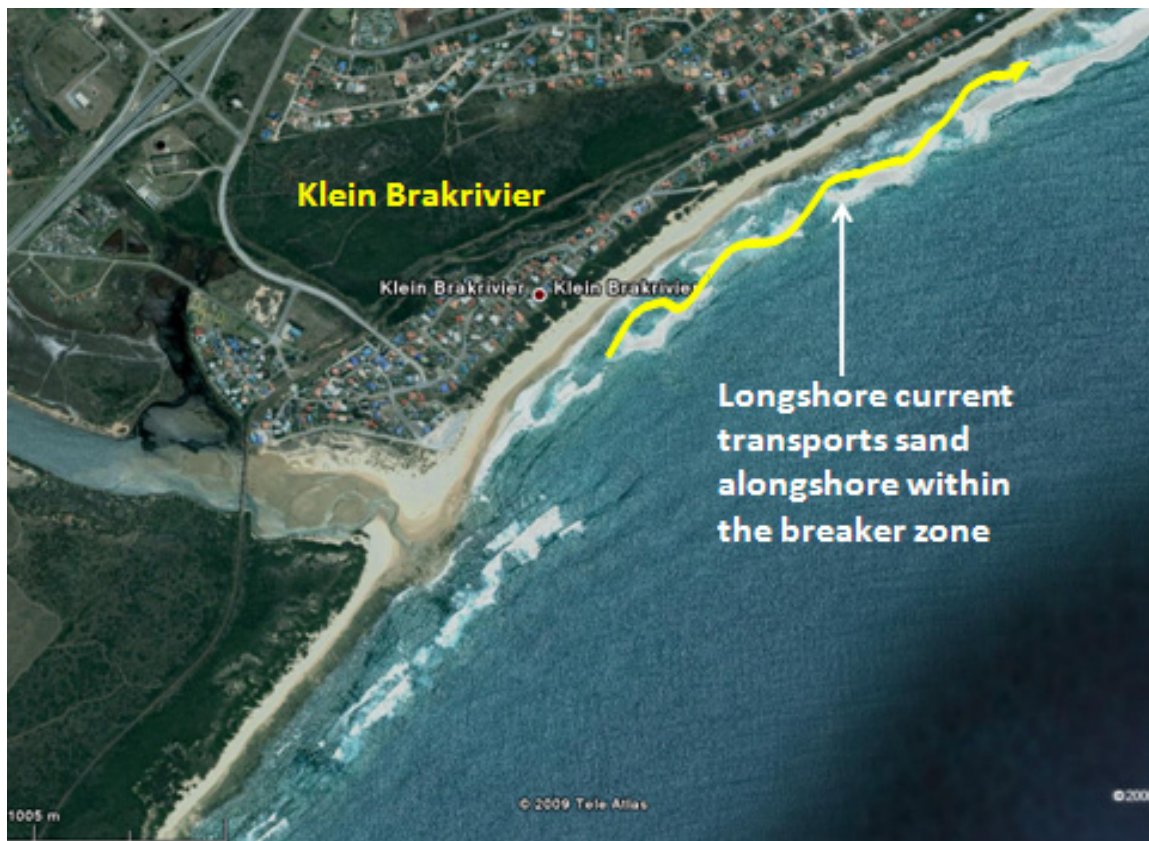 Klein Brakrivier
Klein Brakrivier Klein Brakrivier
Longshore current
transports sand
alongshore within
the breaker zone
1005 m
© 2009 Tele Atlas